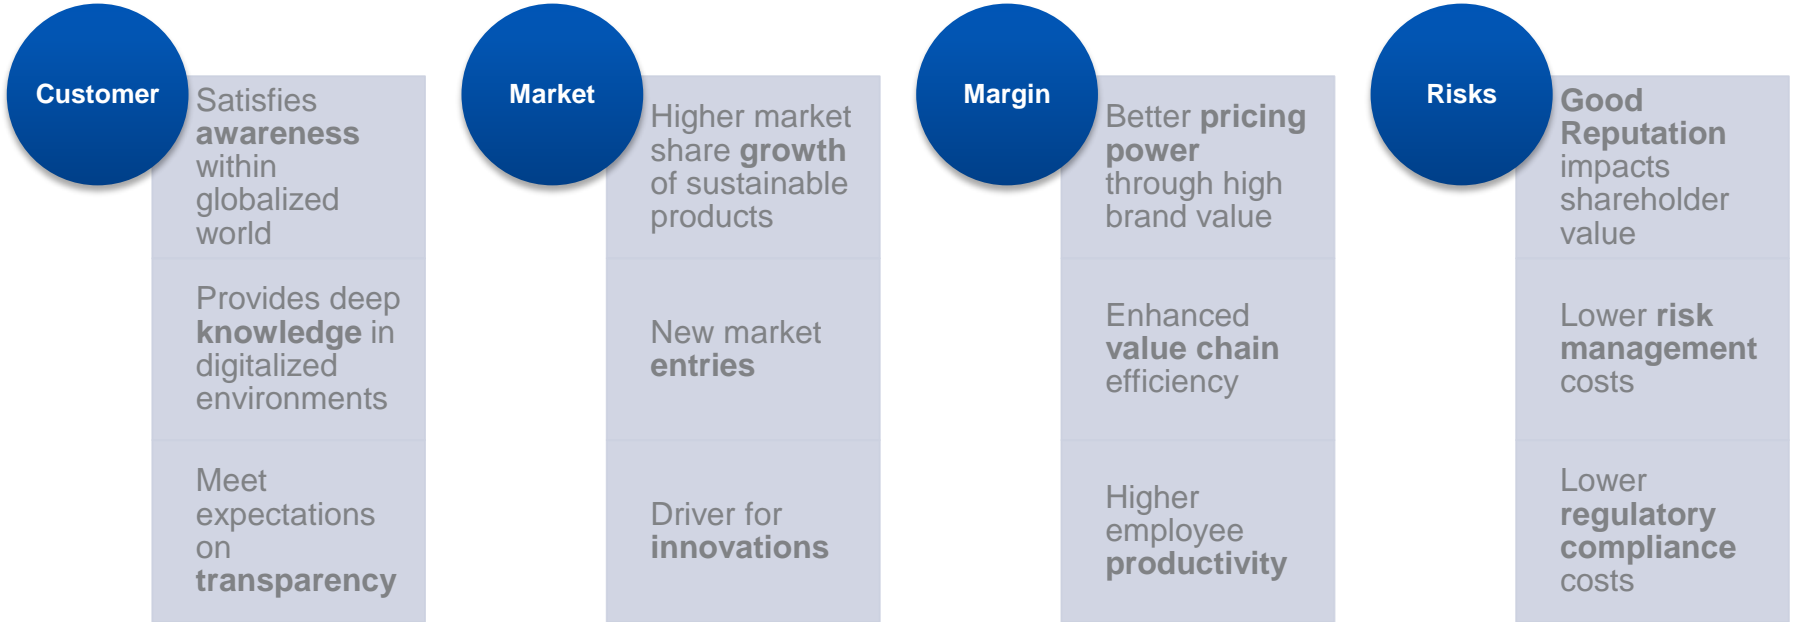 Customer
Satisfies
awareness
within
globalized
world
Provides deep
knowledge in
digitalized
environments
Meet
expectations
on
transparency
Market
Higher market
share growth
of sustainable
products
New market
entries
Driver for
innovations
Margin
Better pricing
power
through high
brand value
Enhanced
value chain
efficiency
Higher
employee
productivity
Risks
Good
Reputation
impacts
shareholder
value
Lower risk
management
costs
Lower
regulatory
compliance
costs